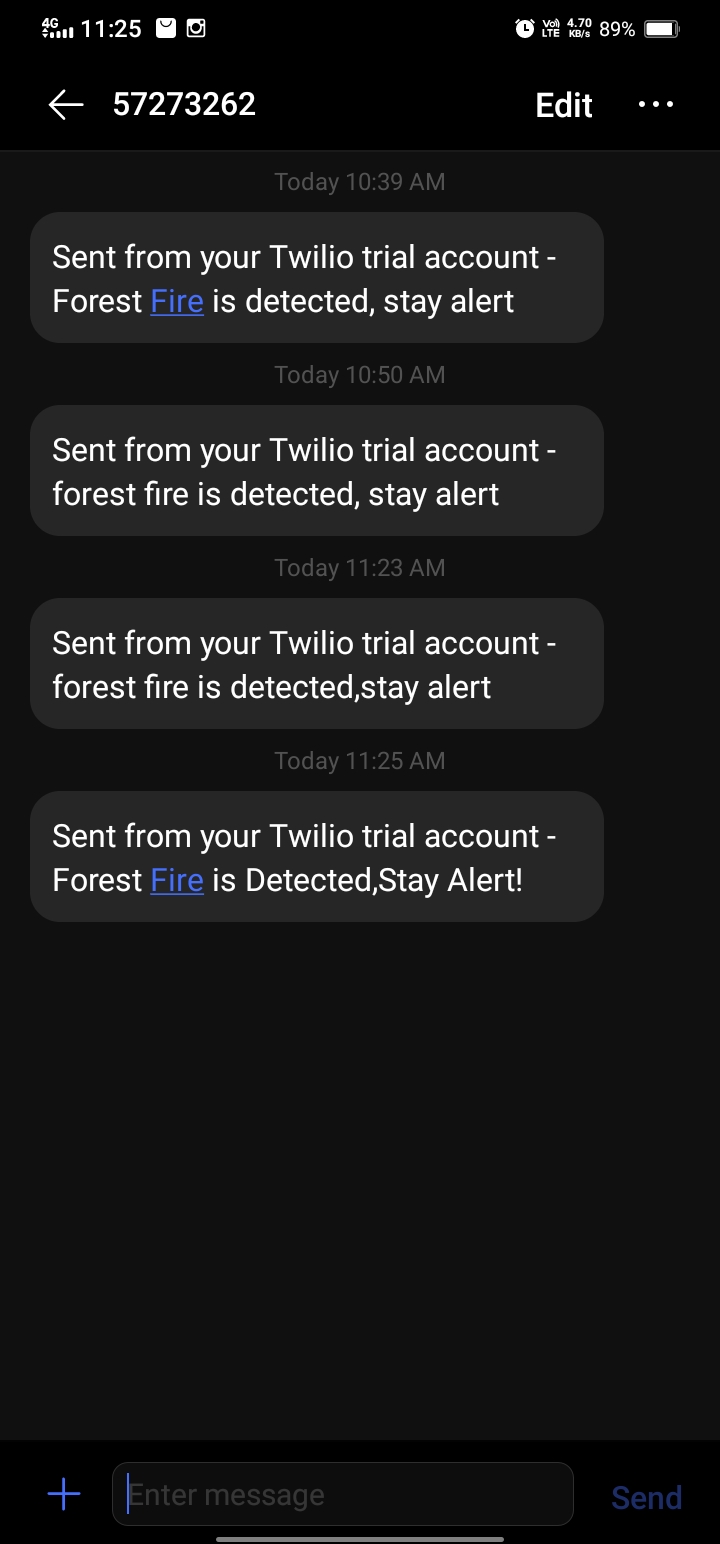 4G 11:25 Vo) LTE 4.70 KB/s 89%
57273262 Edit
Today 10:39 AM
Sent from your Twilio trial account -
Forest Fire is detected, stay alert
Today 10:50 AM
Sent from your Twilio trial account -
forest fire is detected, stay alert
Today 11:23 AM
Sent from your Twilio trial account -
forest fire is detected,stay alert
Today 11:25 AM
Sent from your Twilio trial account -
Forest Fire is Detected,Stay Alert!
Enter message Send